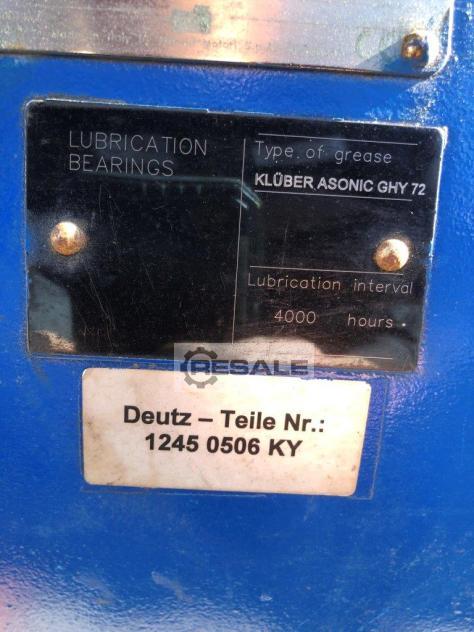 LUBRICATION
BEARINGS
Type of grease
KLÜBER ASONIC GHY 72
Lubrication interval
4000 hours
RESALE
Deutz – Teile Nr.:
1245 0506 KY